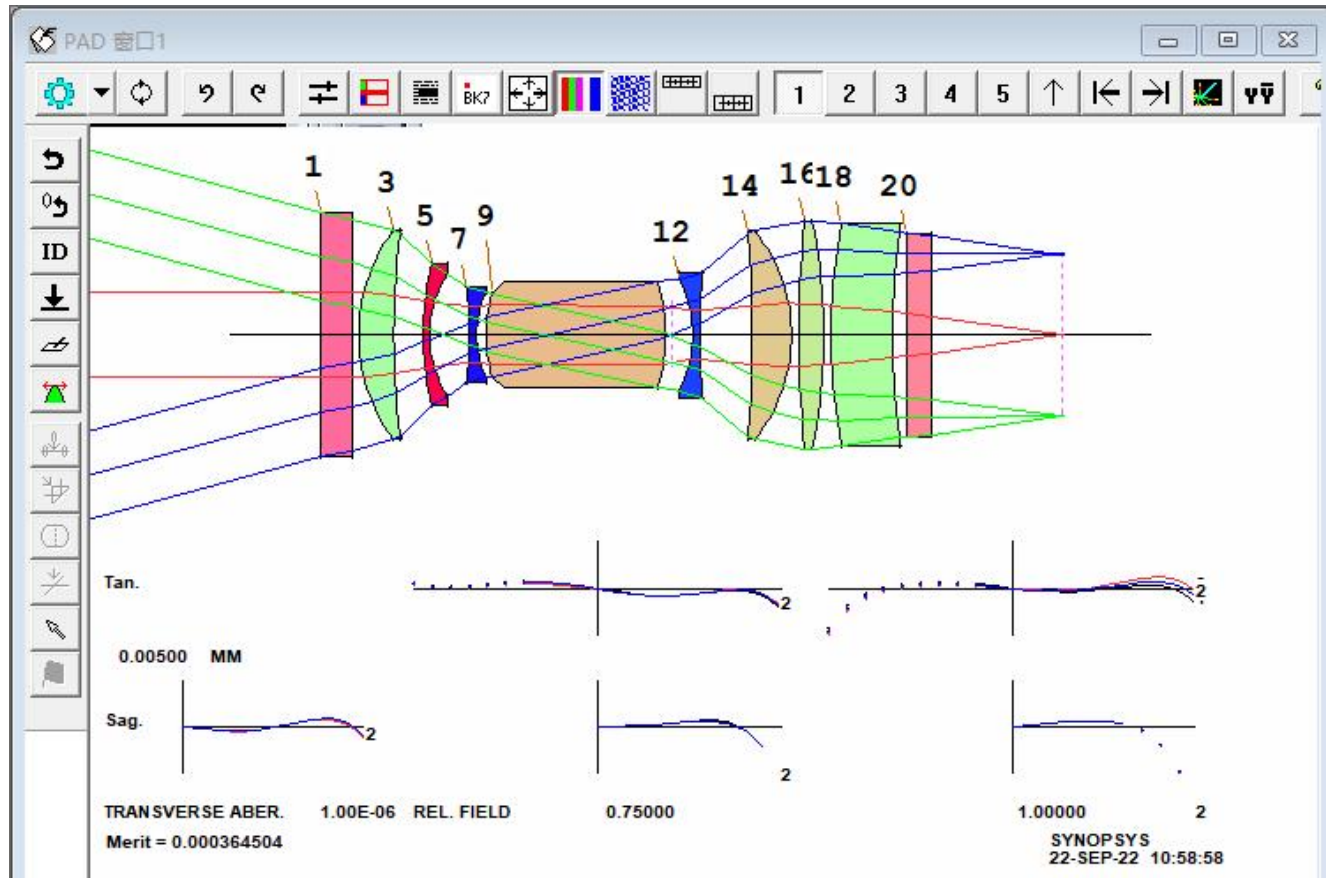 PAD 窗口1
BK7
1 2 3 4 5
ID
1 3 5 7 9 12 14 16 18 20
Tan.
2
2
0.00500 MM
Sag.
2
2
2
TRANSVERSE ABER. 1.00E-06 REL. FIELD 0.75000 1.00000 2
Merit = 0.000364504
SYNOPSYS
22-SEP-22 10:58:58